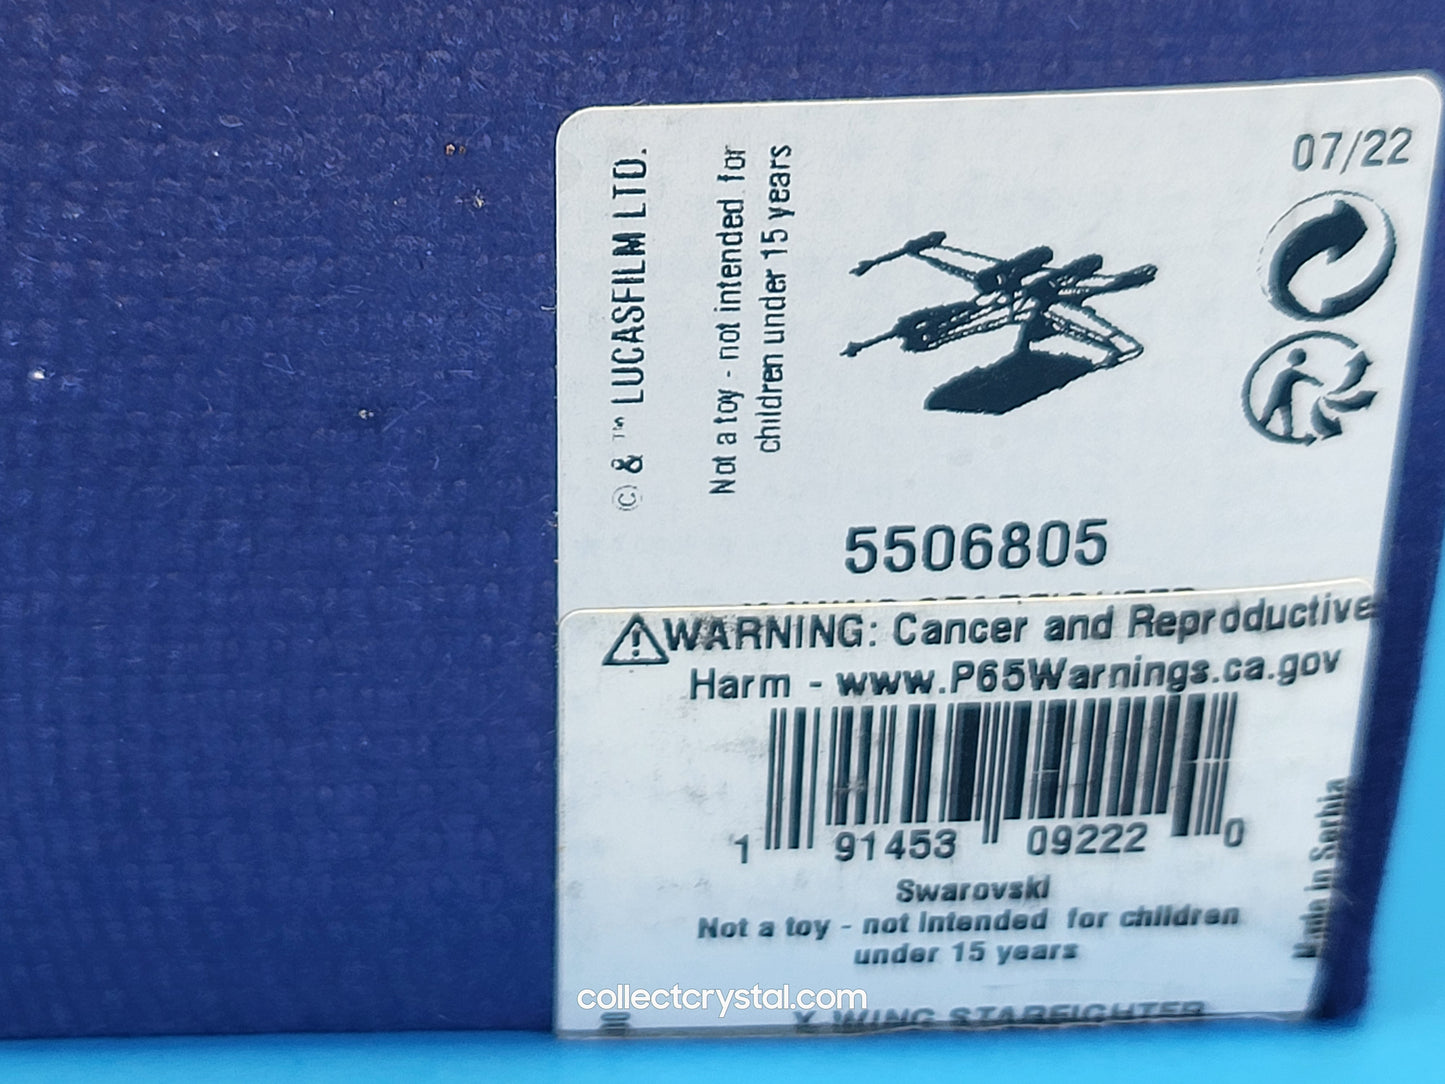 07/22
© & ™ LUCASFILM LTD.
Not a toy - not intended for
children under 15 years
5506805
X-WING STARFIGHTER
WARNING: Cancer and Reproductive
Harm - www.P65Warnings.ca.gov
1 91453 09222 0
Swarovski
Not a toy - not intended for children
under 15 years
Made in Serbia
X-WING STARFIGHTER
collectcrystal.com